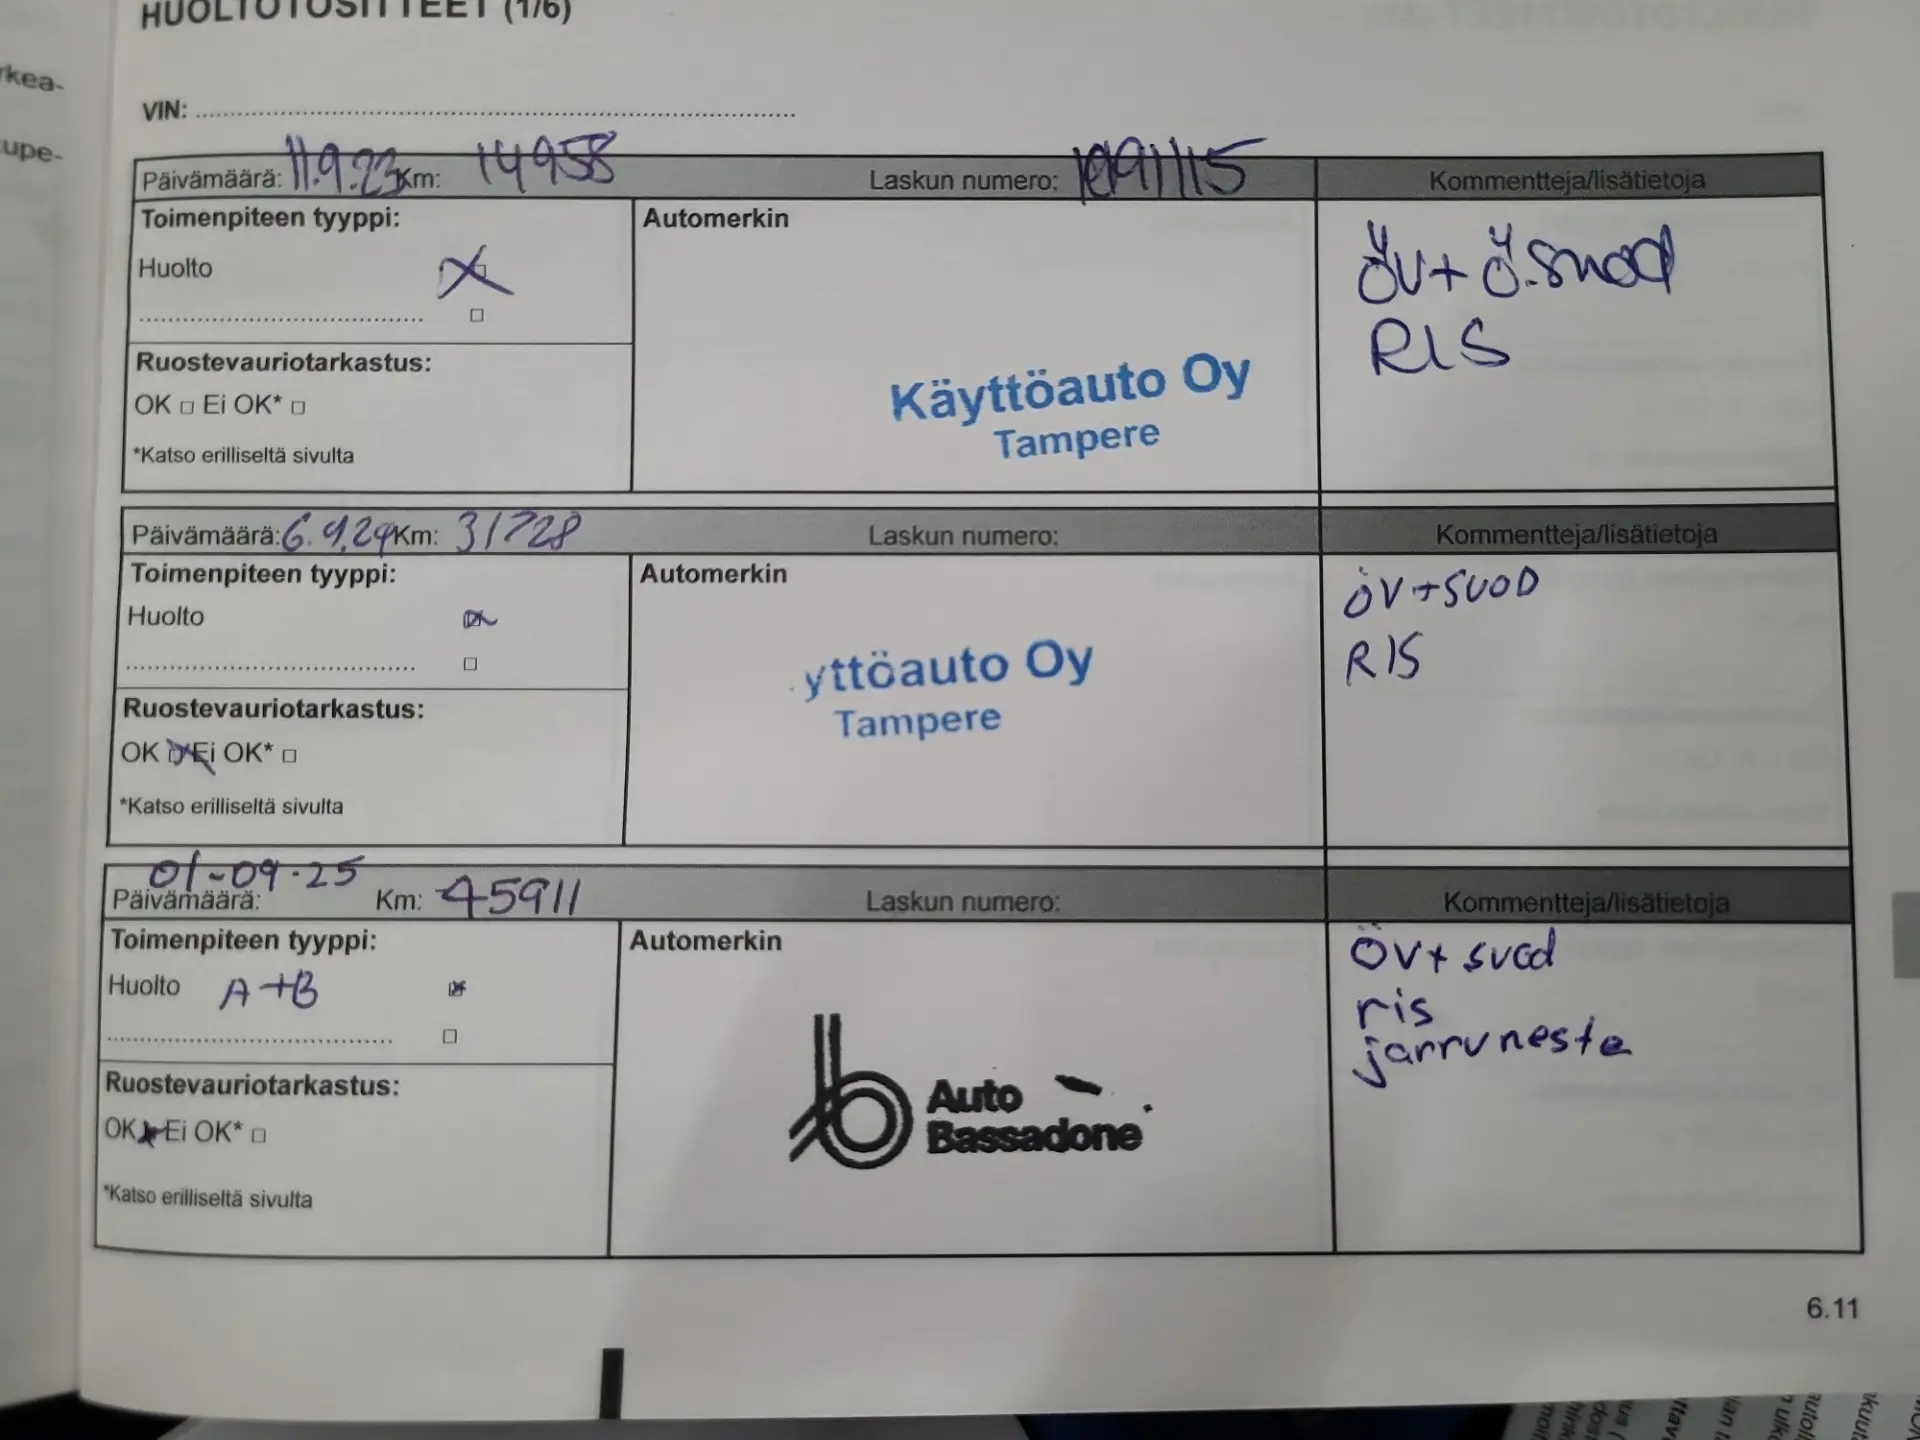 HUOLTOTOSITTEET (1/6)
rkea-
upe-
VIN:
Päivämäärä: 11.9.23 Km: 14958 Laskun numero: Kommentteja/lisätietoja
Toimenpiteen tyyppi: Automerkin
ÖV+ Ö.suod
Huolto X
RIS
Ruostevauriotarkastus:
Käyttöauto Oy
OK □ Ei OK* □
Tampere
*Katso erilliseltä sivulta
Päivämäärä: 6.9.24 Km: 31728 Laskun numero: Kommentteja/lisätietoja
Toimenpiteen tyyppi: Automerkin
ÖV+SUOD
Huolto
RIS
yttöauto Oy
Ruostevauriotarkastus:
Tampere
OK Ei OK* □
*Katso erilliseltä sivulta
Päivämäärä: 01-09-25 Km: 45911 Laskun numero: Kommentteja/lisätietoja
Toimenpiteen tyyppi: Automerkin
ÖV+ suod
Huolto A+B
ris
jarruneste
Ruostevauriotarkastus:
Auto
OK Ei OK* □
Bassadone
*Katso erilliseltä sivulta
6.11